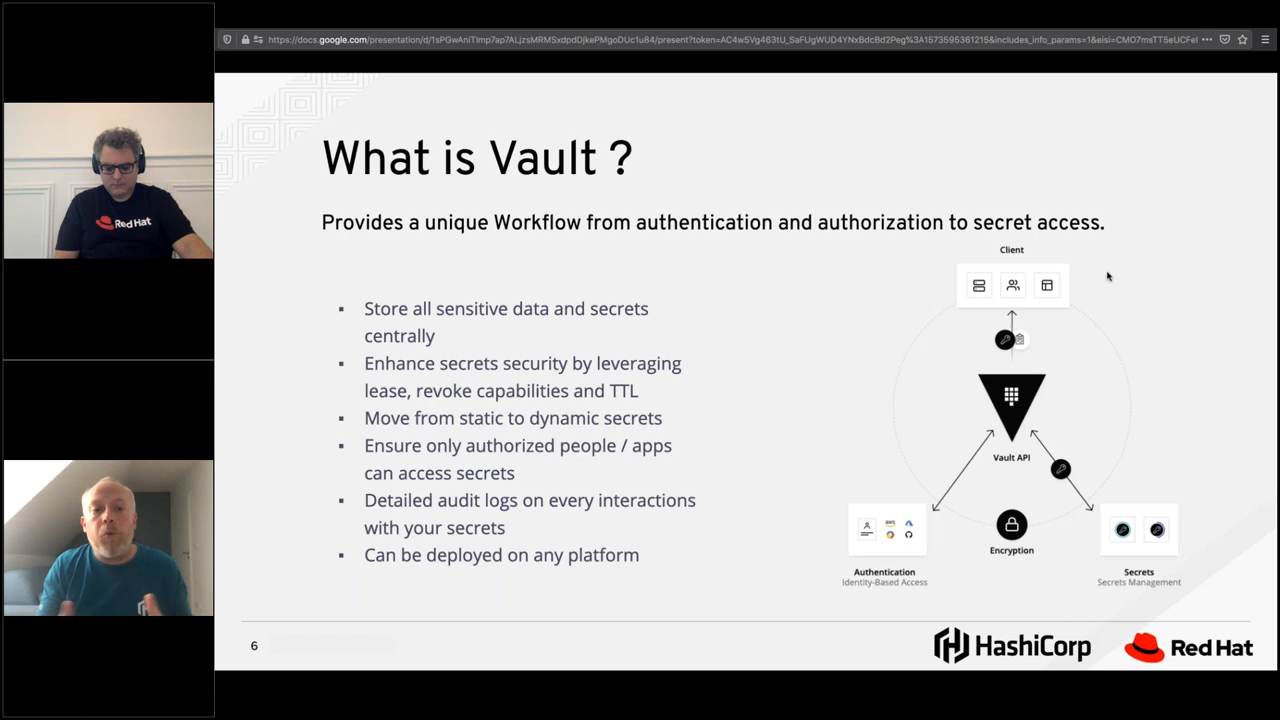 What is Vault ?
Provides a unique Workflow from authentication and authorization to secret access.
▪ Store all sensitive data and secrets
centrally
▪ Enhance secrets security by leveraging
lease, revoke capabilities and TTL
▪ Move from static to dynamic secrets
▪ Ensure only authorized people / apps
can access secrets
▪ Detailed audit logs on every interactions
with your secrets
▪ Can be deployed on any platform
Client
Vault API
aws
Encryption
Authentication
Identity-Based Access
Secrets
Secrets Management
6
HashiCorp
Red Hat
Red Hat